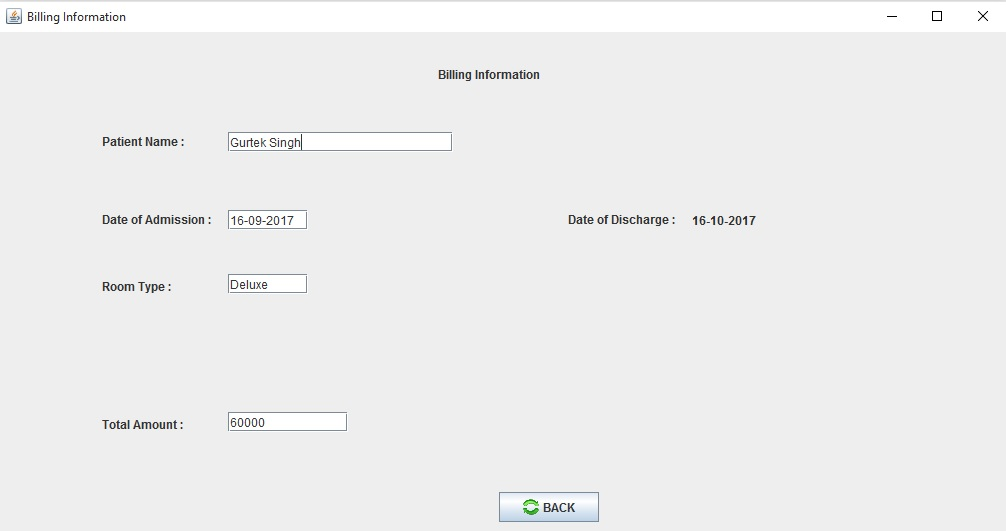 Billing Information
Billing Information
Patient Name : Gurtek Singh
Date of Admission : 16-09-2017 Date of Discharge : 16-10-2017
Room Type : Deluxe
Total Amount : 60000
BACK